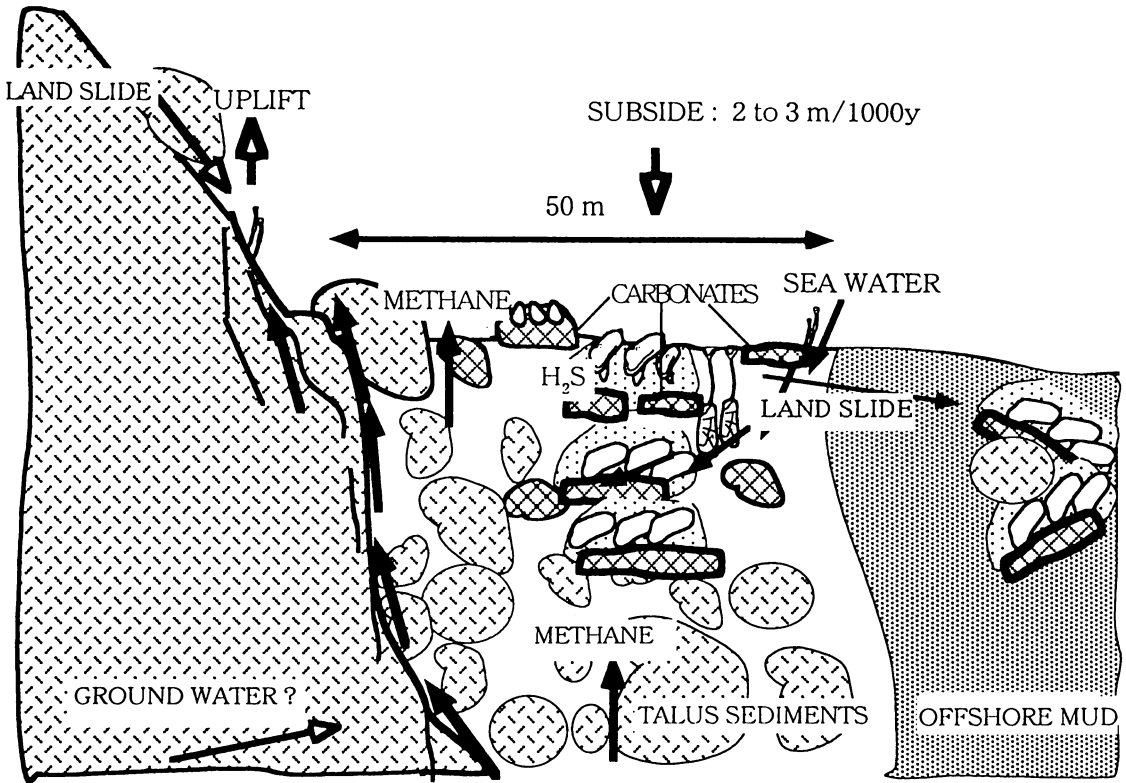 LAND SLIDE
UPLIFT
SUBSIDE : 2 to 3 m/1000y
50 m
METHANE
CARBONATES
SEA WATER
H₂S
LAND SLIDE
METHANE
GROUND WATER ?
TALUS SEDIMENTS
OFFSHORE MUD